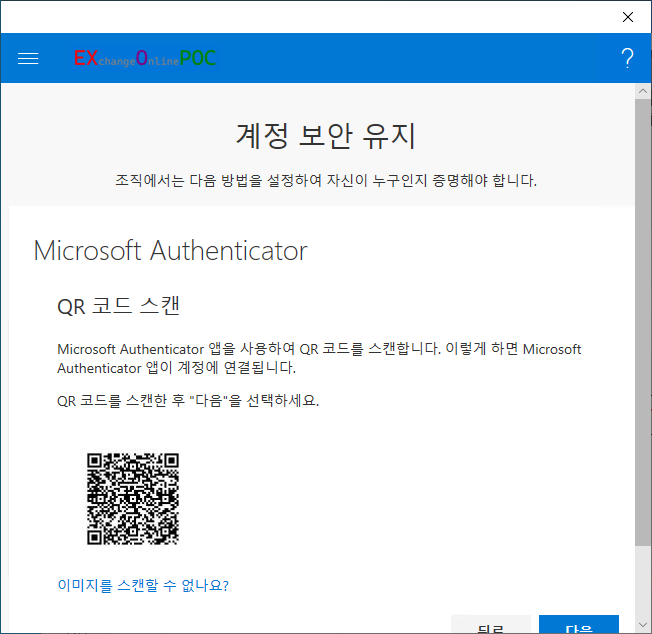 EXchangeOnlinePOC
?
계정 보안 유지
조직에서는 다음 방법을 설정하여 자신이 누구인지 증명해야 합니다.
Microsoft Authenticator
QR 코드 스캔
Microsoft Authenticator 앱을 사용하여 QR 코드를 스캔합니다. 이렇게 하면 Microsoft
Authenticator 앱이 계정에 연결됩니다.
QR 코드를 스캔한 후 "다음"을 선택하세요.
이미지를 스캔할 수 없나요?
뒤로 다음